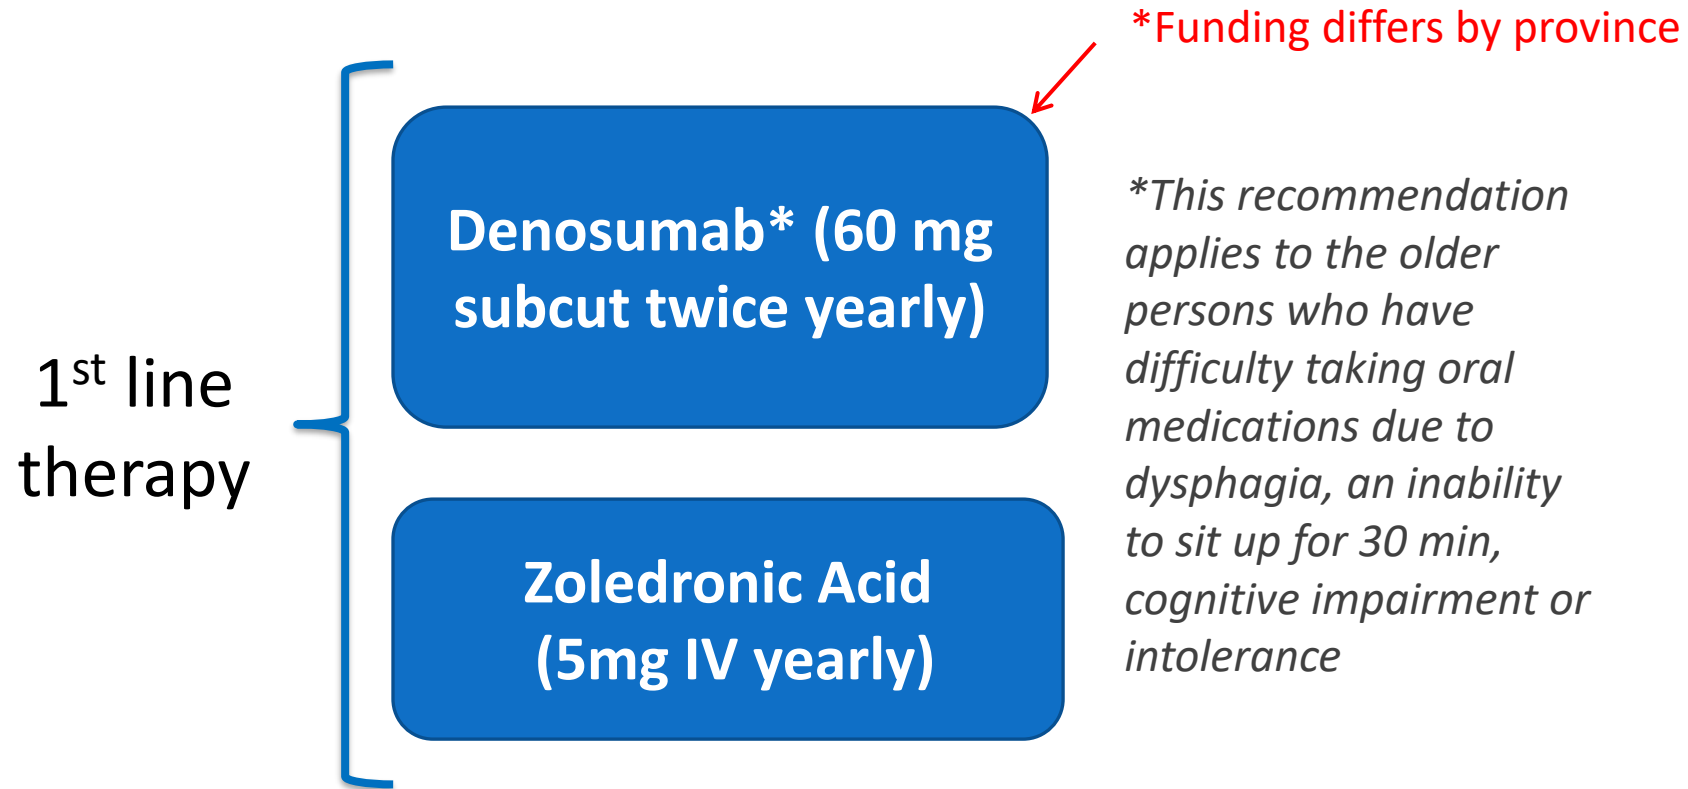 *Funding differs by province
1st line
therapy
Denosumab* (60 mg
subcut twice yearly)
Zoledronic Acid
(5mg IV yearly)
*This recommendation
applies to the older
persons who have
difficulty taking oral
medications due to
dysphagia, an inability
to sit up for 30 min,
cognitive impairment or
intolerance